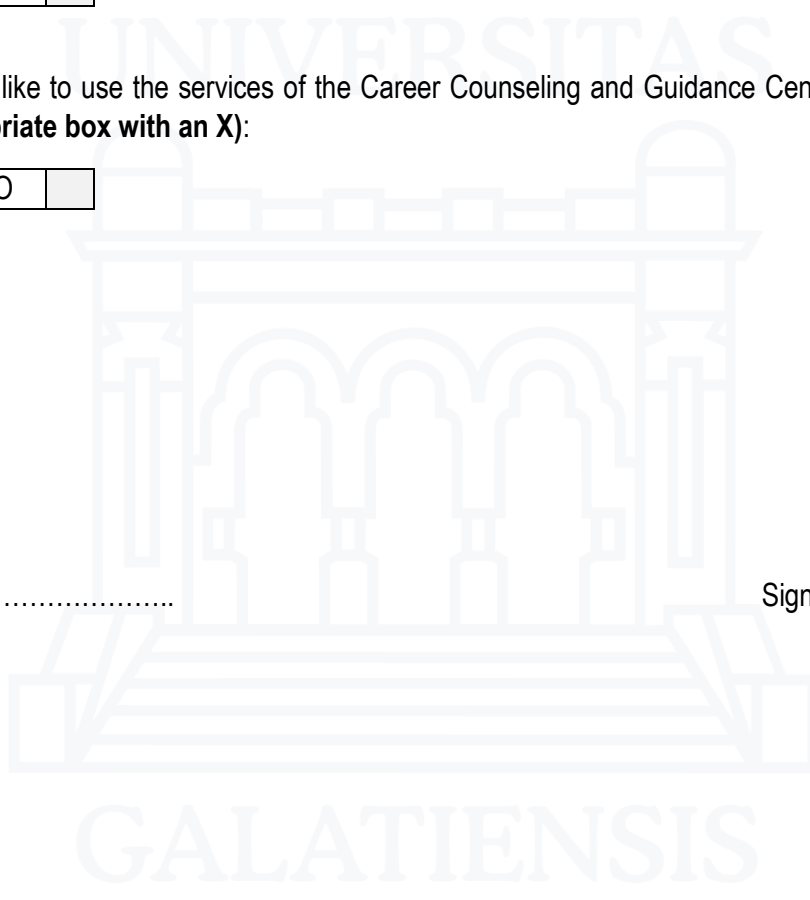 UNIVERSITAS
like to use the services of the Career Counseling and Guidance Cen
riate box with an X):
O
………………..
Sign
GALATIENSIS